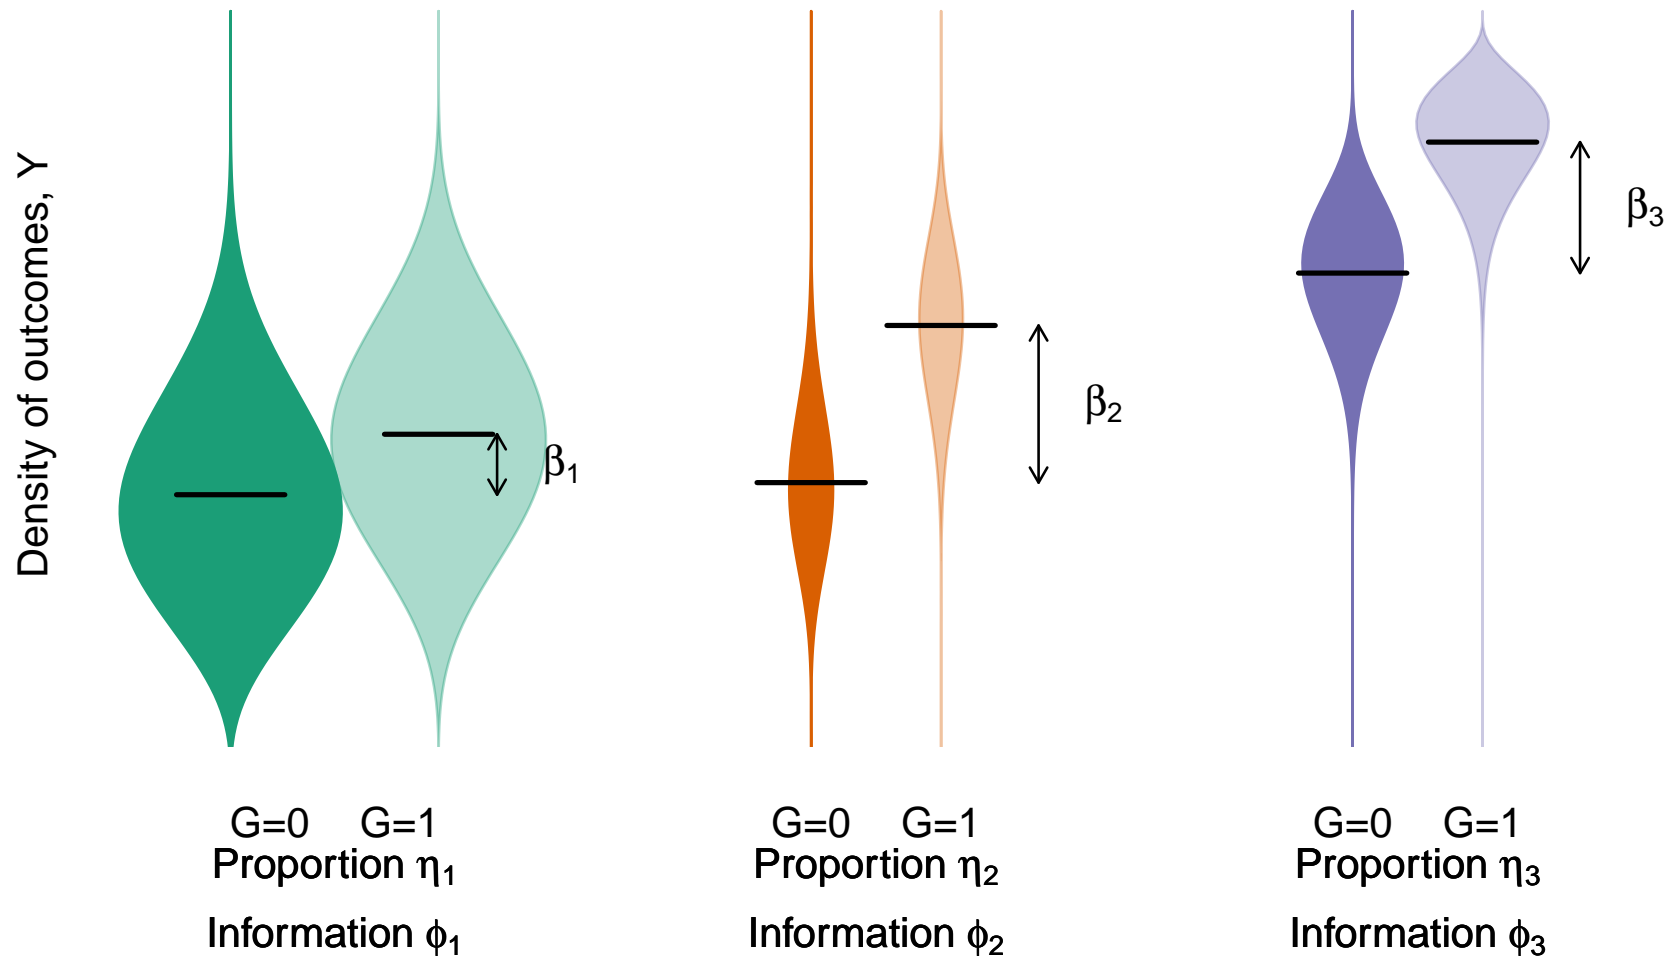 Density of outcomes, Y
β₁
β₂
β₃
G=0 G=1
Proportion η₁
Information ϕ₁
G=0 G=1
Proportion η₂
Information ϕ₂
G=0 G=1
Proportion η₃
Information ϕ₃